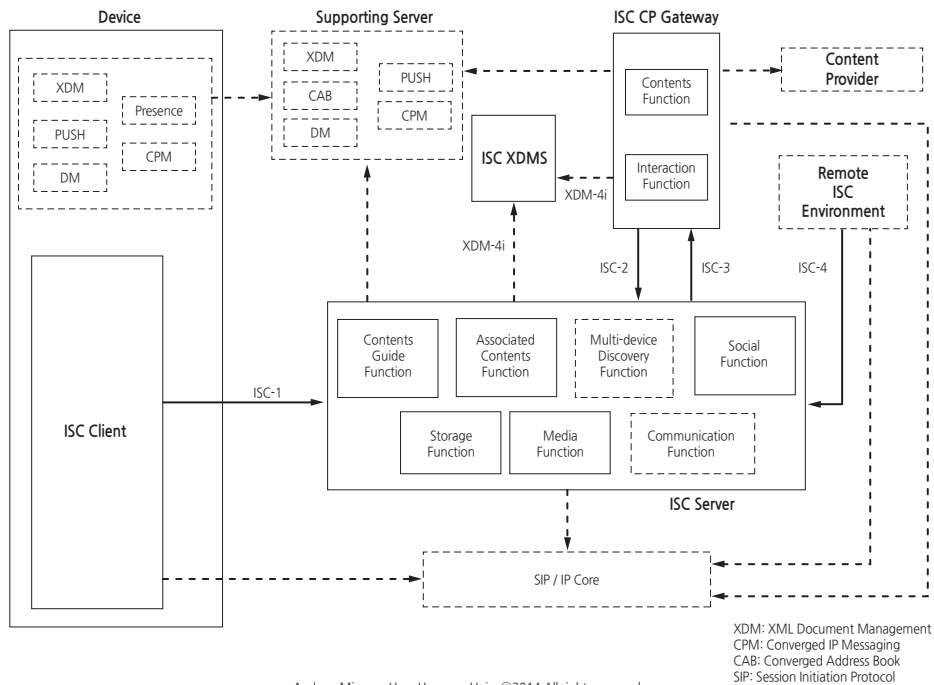 Device
Supporting Server
ISC CP Gateway
XDM
Presence
PUSH
CPM
DM
XDM
PUSH
CAB
CPM
DM
Contents
Function
Interaction
Function
Content
Provider
ISC XDMS
XDM-4i
XDM-4i
Remote
ISC
Environment
ISC-2
ISC-3
ISC-4
Contents
Guide
Function
Associated
Contents
Function
Multi-device
Discovery
Function
Social
Function
ISC-1
ISC Client
Storage
Function
Media
Function
Communication
Function
ISC Server
SIP / IP Core
XDM: XML Document Management
CPM: Converged IP Messaging
CAB: Converged Address Book
SIP: Session Initiation Protocol